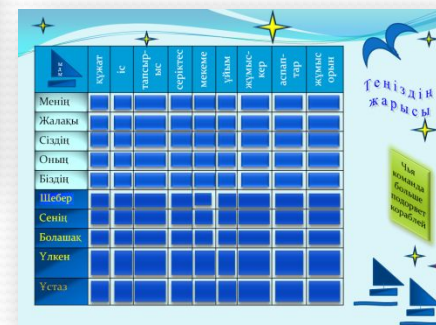 құжат
іс
тапсыр-
ыс
серіктес
мекеме
ұйым
жұмыс-
кер
аспап-
тар
жұмыс
орын
Менің
Жалақы
Сіздің
Оның
Біздің
Шебер
Сенің
Болашақ
Үлкен
Ұстаз
Теңіздің
жарысы
Чья
команда
больше
подорвет
кораблей